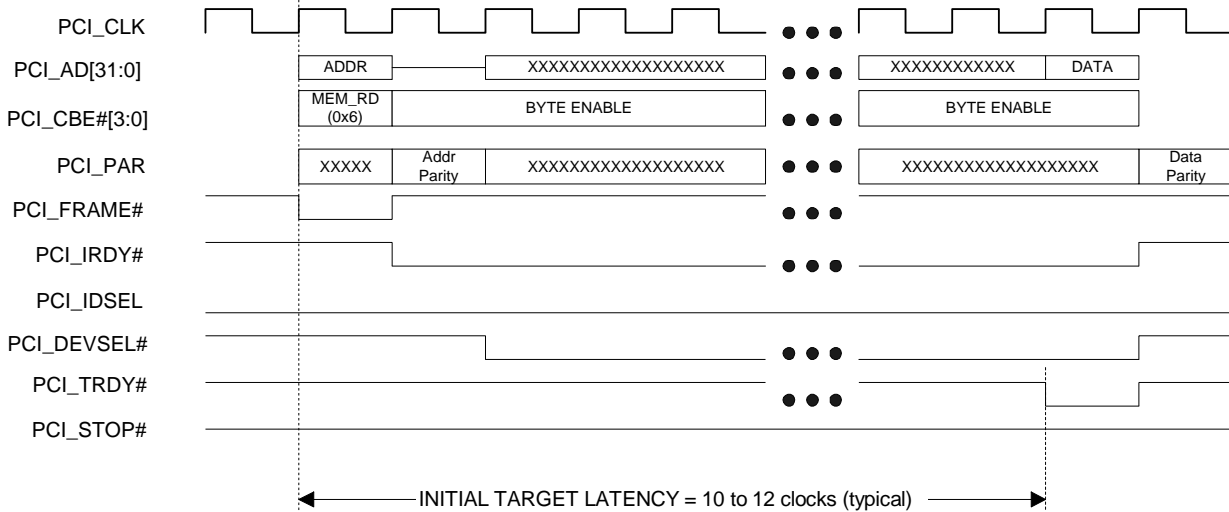 PCI_CLK
PCI_AD[31:0] ADDR XXXXXXXXXXXXXXXXXXX XXXXXXXXXXXX DATA
PCI_CBE#[3:0] MEM_RD BYTE ENABLE BYTE ENABLE
(0x6)
PCI_PAR XXXXX Addr XXXXXXXXXXXXXXXXXXX XXXXXXXXXXXXXXXXXXX Data
Parity Parity
PCI_FRAME#
PCI_IRDY#
PCI_IDSEL
PCI_DEVSEL#
PCI_TRDY#
PCI_STOP#
INITIAL TARGET LATENCY = 10 to 12 clocks (typical)